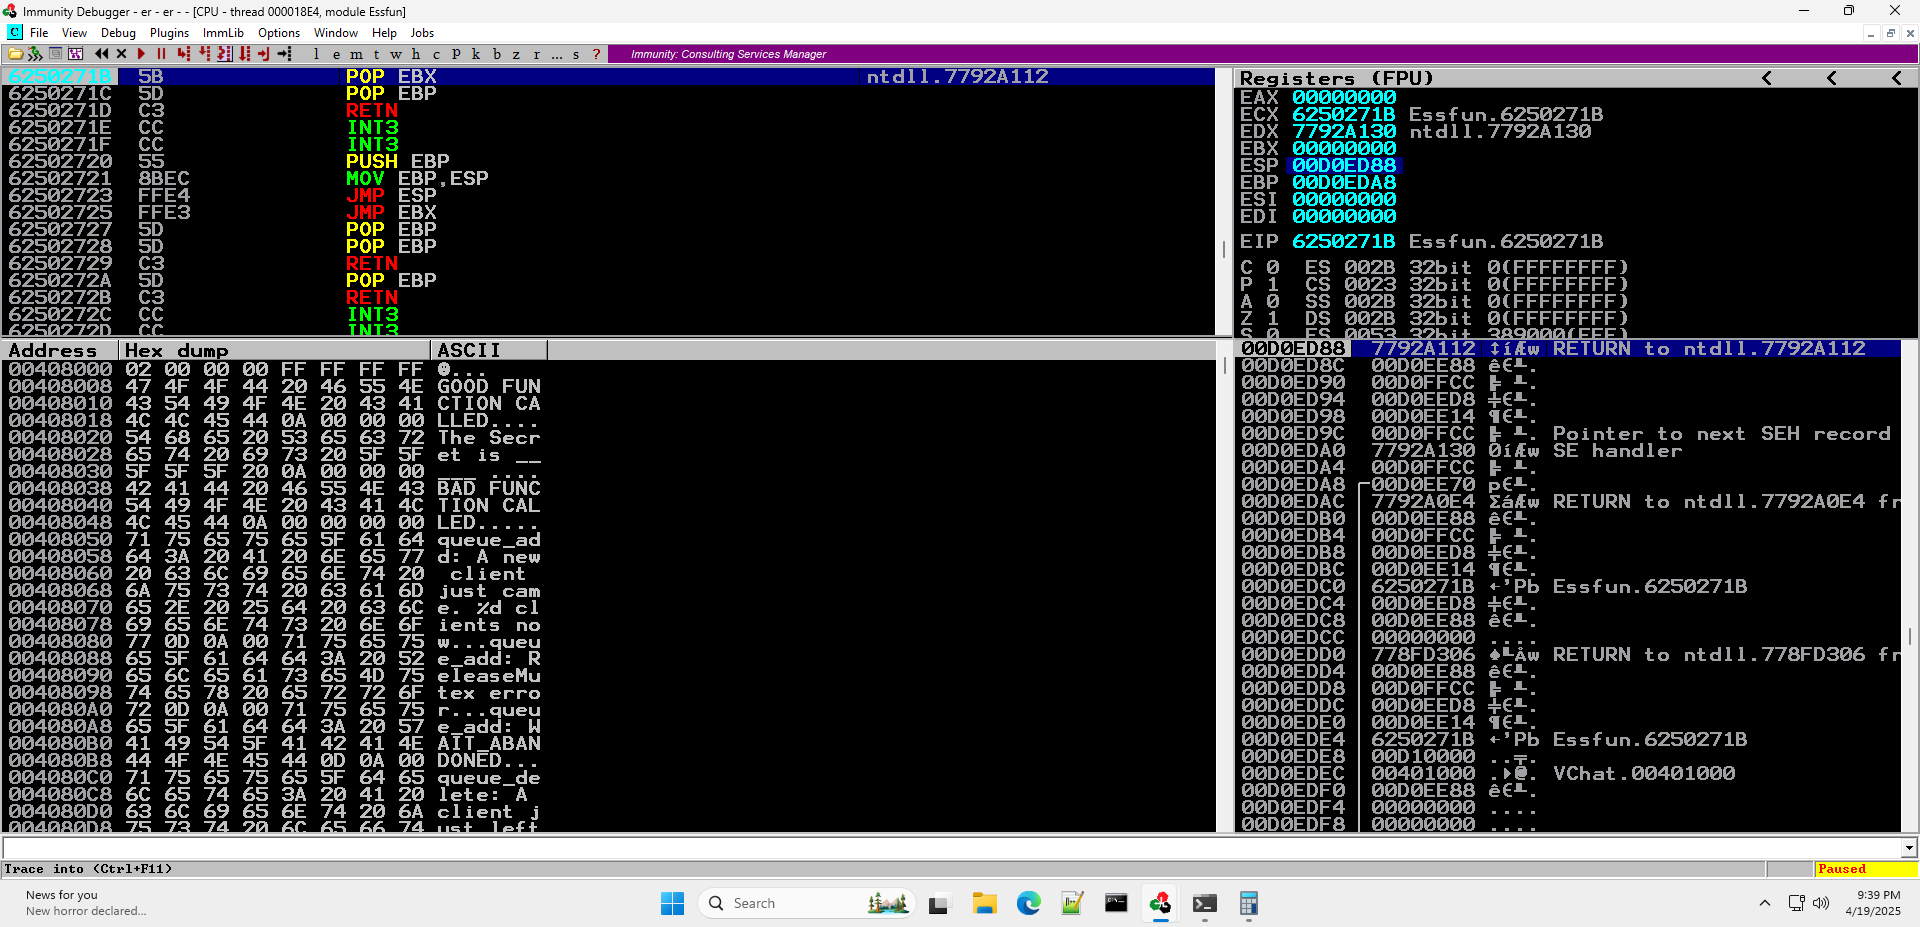 Immunity Debugger - er - er - - [CPU - thread 000018E4, module Essfun]
C File View Debug Plugins ImmLib Options Window Help Jobs
l e m t w h c P k b z r ... s ? Immunity: Consulting Services Manager
6250271B 5B POP EBX ntdll.7792A112
6250271C 5D POP EBP
6250271D C3 RETN
6250271E CC INT3
6250271F CC INT3
62502720 55 PUSH EBP
62502721 8BEC MOV EBP,ESP
62502723 FFE4 JMP ESP
62502725 FFE3 JMP EBX
62502727 5D POP EBP
62502728 5D POP EBP
62502729 C3 RETN
6250272A 5D POP EBP
6250272B C3 RETN
6250272C CC INT3
6250272D CC INT3
Registers (FPU) < < <
EAX 00000000
ECX 6250271B Essfun.6250271B
EDX 7792A130 ntdll.7792A130
EBX 00000000
ESP 00D0ED88
EBP 00D0EDA8
ESI 00000000
EDI 00000000
EIP 6250271B Essfun.6250271B
C 0 ES 002B 32bit 0(FFFFFFFF)
P 1 CS 0023 32bit 0(FFFFFFFF)
A 0 SS 002B 32bit 0(FFFFFFFF)
Z 1 DS 002B 32bit 0(FFFFFFFF)
S 0 FS 0053 32bit 389000(FFF)
Address Hex dump ASCII
00408000 02 00 00 00 FF FF FF FF ...
00408008 47 4F 4F 44 20 46 55 4E GOOD FUN
00408010 43 54 49 4F 4E 20 43 41 CTION CA
00408018 4C 4C 45 44 0A 00 00 00 LLED....
00408020 54 68 65 20 53 65 63 72 The Secr
00408028 65 74 20 69 73 20 5F 5F et is __
00408030 5F 5F 5F 20 0A 00 00 00 ___ ....
00408038 42 41 44 20 46 55 4E 43 BAD FUNC
00408040 54 49 4F 4E 20 43 41 4C TION CAL
00408048 4C 45 44 0A 00 00 00 00 LED.....
00408050 71 75 65 75 65 5F 61 64 queue_ad
00408058 64 3A 20 41 20 6E 65 77 d: A new
00408060 20 63 6C 69 65 6E 74 20 client
00408068 6A 75 73 74 20 63 61 6D just cam
00408070 65 2E 20 25 64 20 63 6C e. %d cl
00408078 69 65 6E 74 73 20 6E 6F ients no
00408080 77 0D 0A 00 71 75 65 75 w...queu
00408088 65 5F 61 64 64 3A 20 52 e_add: R
00408090 65 6C 65 61 73 65 4D 75 eleaseMu
00408098 74 65 78 20 65 72 72 6F tex erro
004080A0 72 0D 0A 00 71 75 65 75 r...queu
004080A8 65 5F 61 64 64 3A 20 57 e_add: W
004080B0 41 49 54 5F 41 42 41 4E AIT_ABAN
004080B8 44 4F 4E 45 44 0D 0A 00 DONED...
004080C0 71 75 65 75 65 5F 64 65 queue_de
004080C8 6C 65 74 65 3A 20 41 20 lete: A
004080D0 63 6C 69 65 6E 74 20 6A client j
004080D8 75 73 74 20 6C 65 66 74 ust left
00D0ED88 7792A112 ↕íÆw RETURN to ntdll.7792A112
00D0ED8C 00D0EE88 êє╨.
00D0ED90 00D0FFCC ╠ ╨.
00D0ED94 00D0EED8 ╪є╨.
00D0ED98 00D0EE14 ¶є╨.
00D0ED9C 00D0FFCC ╠ ╨. Pointer to next SEH record
00D0EDA0 7792A130 0íÆw SE handler
00D0EDA4 00D0FFCC ╠ ╨.
00D0EDA8 00D0EE70 pє╨.
00D0EDAC 7792A0E4 ΣáÆw RETURN to ntdll.7792A0E4 fr
00D0EDB0 00D0EE88 êє╨.
00D0EDB4 00D0FFCC ╠ ╨.
00D0EDB8 00D0EED8 ╪є╨.
00D0EDBC 00D0EE14 ¶є╨.
00D0EDC0 6250271B ←'Pb Essfun.6250271B
00D0EDC4 00D0EED8 ╪є╨.
00D0EDC8 00D0EE88 êє╨.
00D0EDCC 00000000 ....
00D0EDD0 778FD306 ♠╙Åw RETURN to ntdll.778FD306 fr
00D0EDD4 00D0EE88 êє╨.
00D0EDD8 00D0FFCC ╠ ╨.
00D0EDDC 00D0EED8 ╪є╨.
00D0EDE0 00D0EE14 ¶є╨.
00D0EDE4 6250271B ←'Pb Essfun.6250271B
00D0EDE8 00D10000 ..╤.
00D0EDEC 00401000 .►@. VChat.00401000
00D0EDF0 00D0EE88 êє╨.
00D0EDF4 00000000 ....
00D0EDF8 00000000 ....
Trace into (Ctrl+F11) Paused
News for you
New horror declared...
Search
9:39 PM
4/19/2025